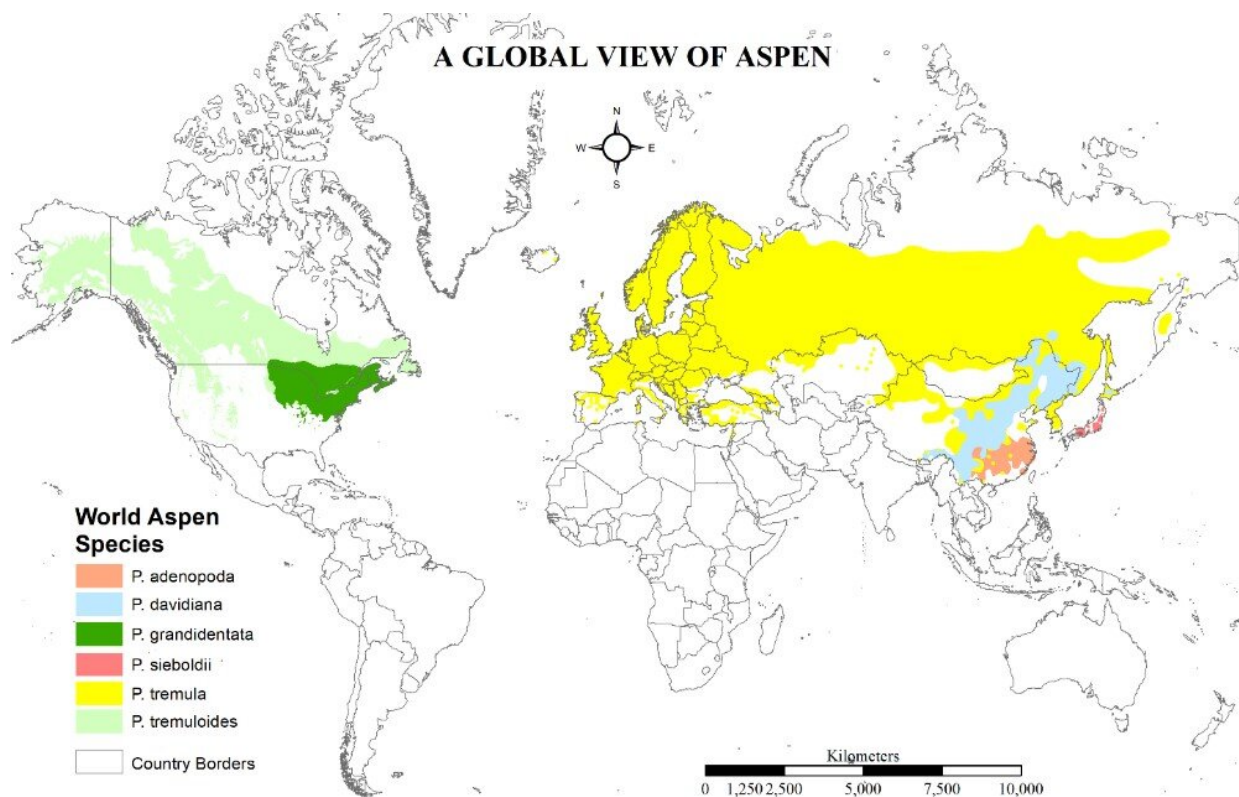 A GLOBAL VIEW OF ASPEN
N
W E
S
World Aspen
Species
P. adenopoda
P. davidiana
P. grandidentata
P. sieboldii
P. tremula
P. tremuloides
Country Borders
Kilometers
0 1,250 2,500 5,000 7,500 10,000